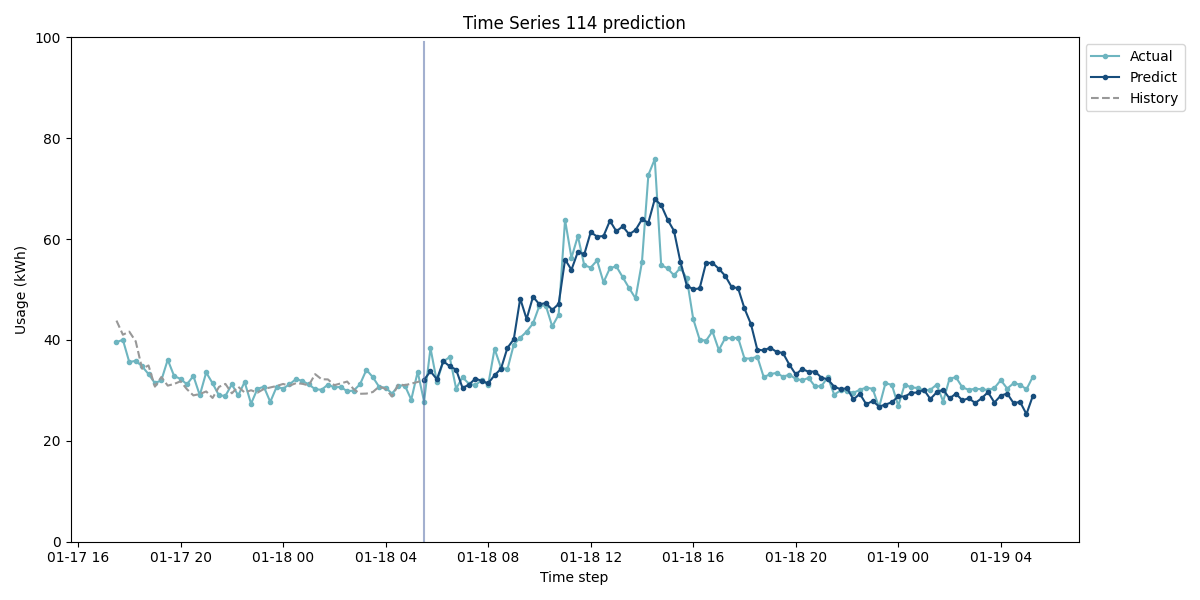 Time Series 114 prediction
100
80
60
40
20
0
Usage (kWh)
01-17 16
01-17 20
01-18 00
01-18 04
01-18 08
01-18 12
01-18 16
01-18 20
01-19 00
01-19 04
Time step
Actual
Predict
History